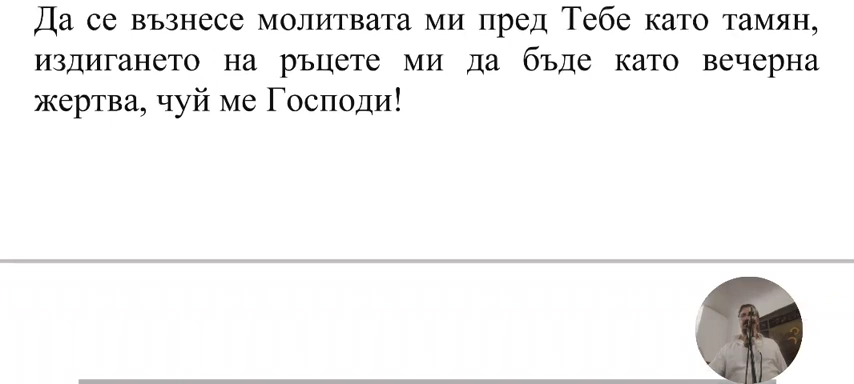 Да се възнесе молитвата ми пред Тебе като тамян,
издигането на ръцете ми да бъде като вечерна
жертва, чуй ме Господи!